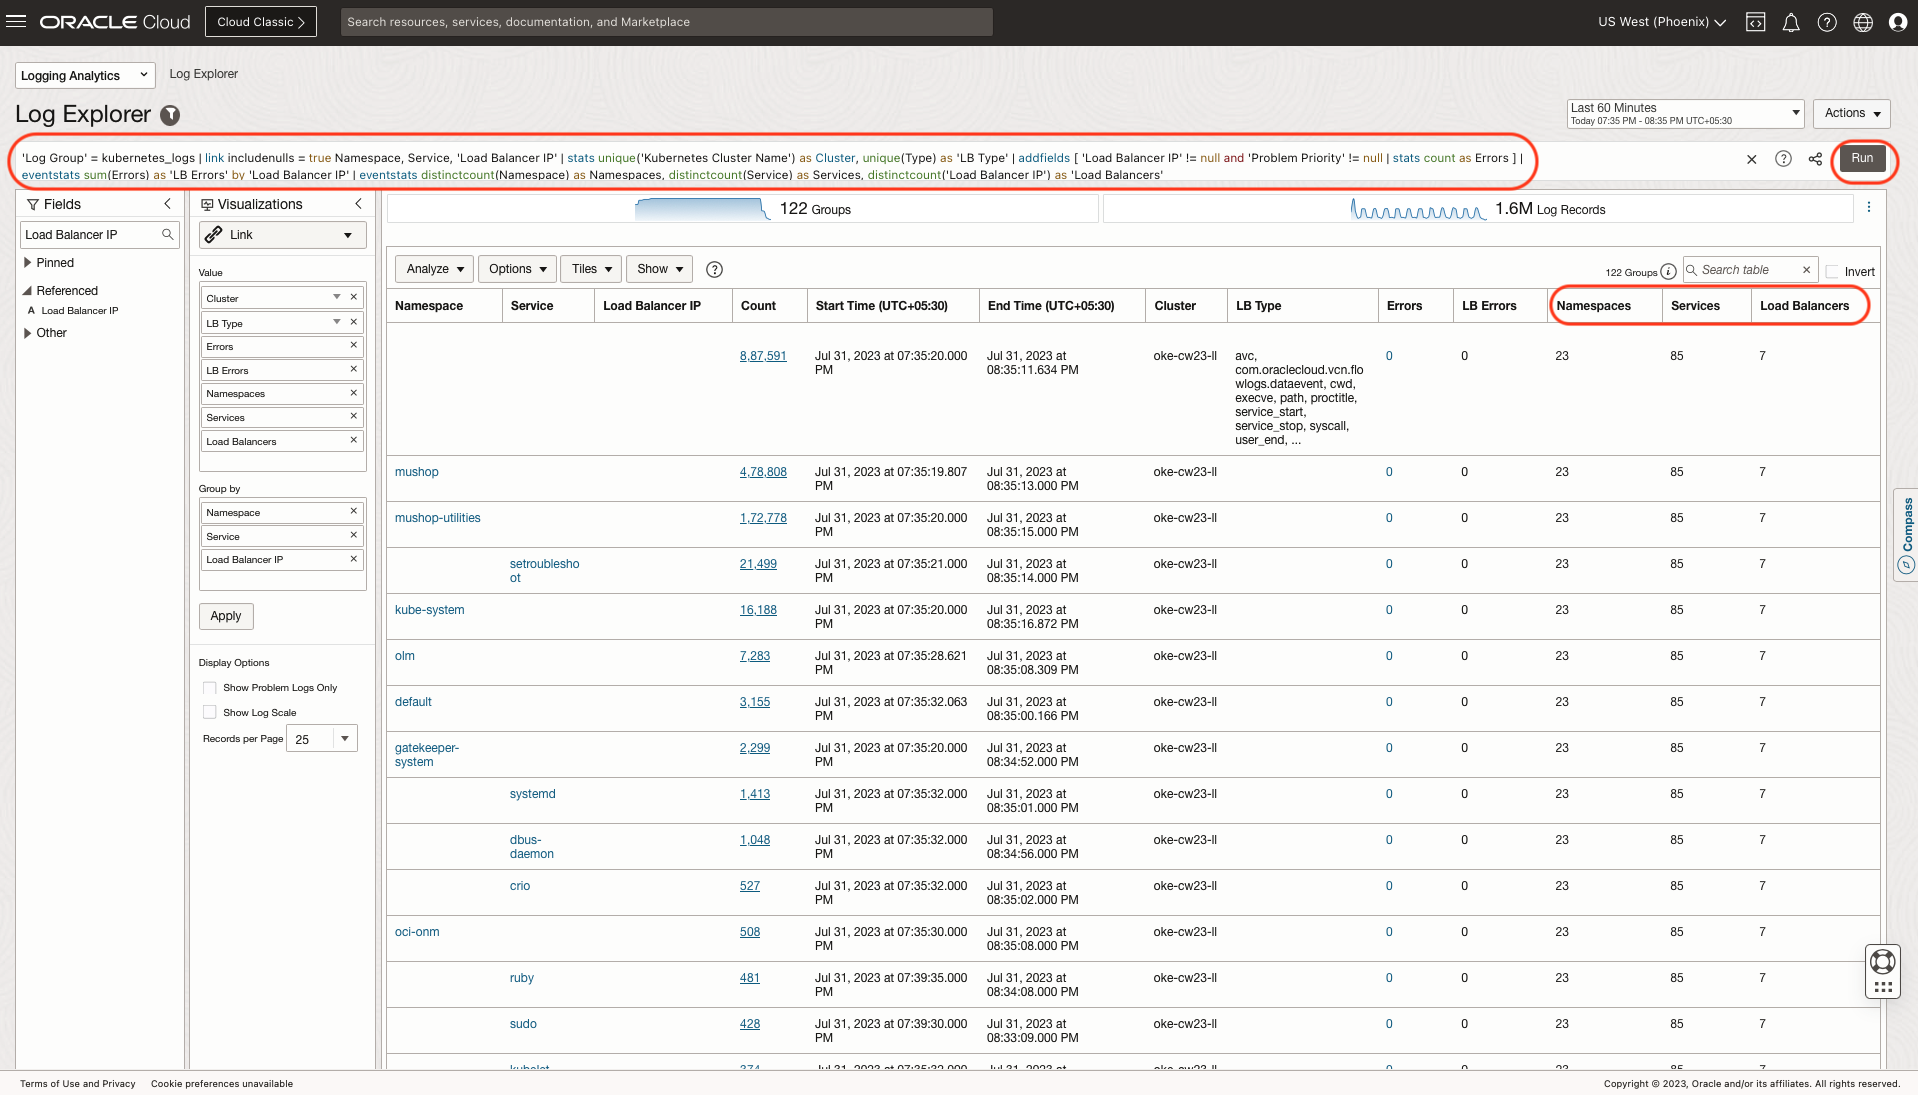 ORACLE Cloud
Cloud Classic
Search resources, services, documentation, and Marketplace
US West (Phoenix)
Logging Analytics
Log Explorer
Log Explorer
Last 60 Minutes
Today 07:35 PM - 08:35 PM UTC+05:30
Actions
'Log Group' = kubernetes_logs | link includenulls = true Namespace, Service, 'Load Balancer IP' | stats unique('Kubernetes Cluster Name') as Cluster, unique(Type) as 'LB Type' | addfields [ 'Load Balancer IP' != null and 'Problem Priority' != null | stats count as Errors ] |
eventstats sum(Errors) as 'LB Errors' by 'Load Balancer IP' | eventstats distinctcount(Namespace) as Namespaces, distinctcount(Service) as Services, distinctcount('Load Balancer IP') as 'Load Balancers'
Run
Fields
Load Balancer IP
Pinned
Referenced
A Load Balancer IP
Other
Visualizations
Link
Value
Cluster
LB Type
Errors
LB Errors
Namespaces
Services
Load Balancers
Group by
Namespace
Service
Load Balancer IP
Apply
Display Options
Show Problem Logs Only
Show Log Scale
Records per Page 25
122 Groups
1.6M Log Records
Analyze
Options
Tiles
Show
122 Groups
Search table
Invert
Namespace Service Load Balancer IP Count Start Time (UTC+05:30) End Time (UTC+05:30) Cluster LB Type Errors LB Errors Namespaces Services Load Balancers
8,87,591 Jul 31, 2023 at 07:35:20.000 Jul 31, 2023 at oke-cw23-ll avc, 0 0 23 85 7
PM 08:35:11.634 PM com.oraclecloud.vcn.flo
wlogs.dataevent, cwd,
execve, path, proctitle,
service_start,
service_stop, syscall,
user_end, ...
mushop 4,78,808 Jul 31, 2023 at 07:35:19.807 Jul 31, 2023 at oke-cw23-ll 0 0 23 85 7
PM 08:35:13.000 PM
mushop-utilities 1,72,778 Jul 31, 2023 at 07:35:20.000 Jul 31, 2023 at oke-cw23-ll 0 0 23 85 7
PM 08:35:15.000 PM
setroublesho 21,499 Jul 31, 2023 at 07:35:21.000 Jul 31, 2023 at oke-cw23-ll 0 0 23 85 7
ot PM 08:35:14.000 PM
kube-system 16,188 Jul 31, 2023 at 07:35:20.000 Jul 31, 2023 at oke-cw23-ll 0 0 23 85 7
PM 08:35:16.872 PM
olm 7,283 Jul 31, 2023 at 07:35:28.621 Jul 31, 2023 at oke-cw23-ll 0 0 23 85 7
PM 08:35:08.309 PM
default 3,155 Jul 31, 2023 at 07:35:32.063 Jul 31, 2023 at oke-cw23-ll 0 0 23 85 7
PM 08:35:00.166 PM
gatekeeper- 2,299 Jul 31, 2023 at 07:35:20.000 Jul 31, 2023 at oke-cw23-ll 0 0 23 85 7
system PM 08:34:52.000 PM
systemd 1,413 Jul 31, 2023 at 07:35:32.000 Jul 31, 2023 at oke-cw23-ll 0 0 23 85 7
PM 08:35:01.000 PM
dbus- 1,048 Jul 31, 2023 at 07:35:32.000 Jul 31, 2023 at oke-cw23-ll 0 0 23 85 7
daemon PM 08:34:56.000 PM
crio 527 Jul 31, 2023 at 07:35:32.000 Jul 31, 2023 at oke-cw23-ll 0 0 23 85 7
PM 08:35:02.000 PM
oci-onm 508 Jul 31, 2023 at 07:35:30.000 Jul 31, 2023 at oke-cw23-ll 0 0 23 85 7
PM 08:35:08.000 PM
ruby 481 Jul 31, 2023 at 07:39:35.000 Jul 31, 2023 at oke-cw23-ll 0 0 23 85 7
PM 08:34:08.000 PM
sudo 428 Jul 31, 2023 at 07:39:30.000 Jul 31, 2023 at oke-cw23-ll 0 0 23 85 7
PM 08:33:09.000 PM
Compass
Terms of Use and Privacy
Cookie preferences unavailable
Copyright © 2023, Oracle and/or its affiliates. All rights reserved.